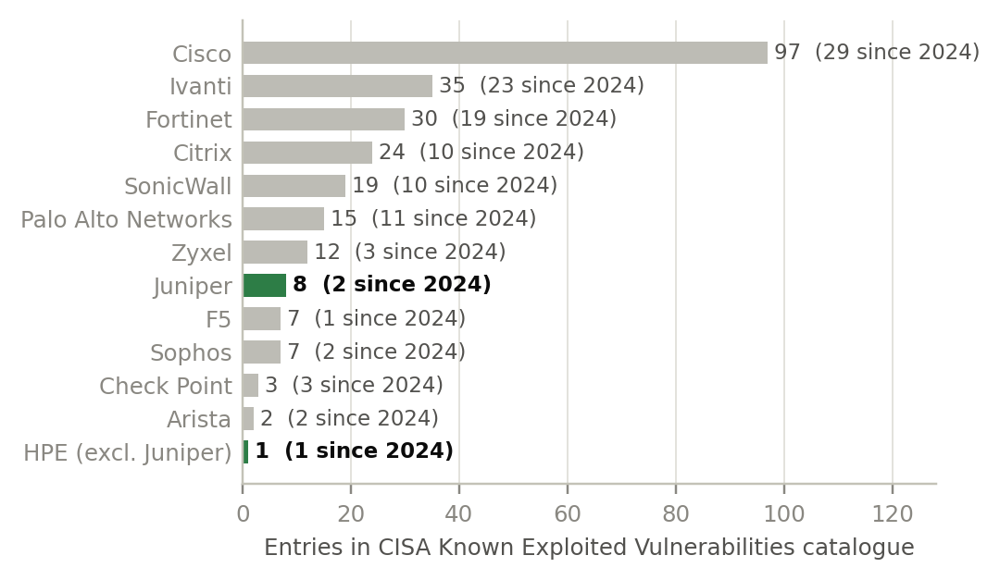 Cisco 97 (29 since 2024)
Ivanti 35 (23 since 2024)
Fortinet 30 (19 since 2024)
Citrix 24 (10 since 2024)
SonicWall 19 (10 since 2024)
Palo Alto Networks 15 (11 since 2024)
Zyxel 12 (3 since 2024)
Juniper 8 (2 since 2024)
F5 7 (1 since 2024)
Sophos 7 (2 since 2024)
Check Point 3 (3 since 2024)
Arista 2 (2 since 2024)
HPE (excl. Juniper) 1 (1 since 2024)
0 20 40 60 80 100 120
Entries in CISA Known Exploited Vulnerabilities catalogue